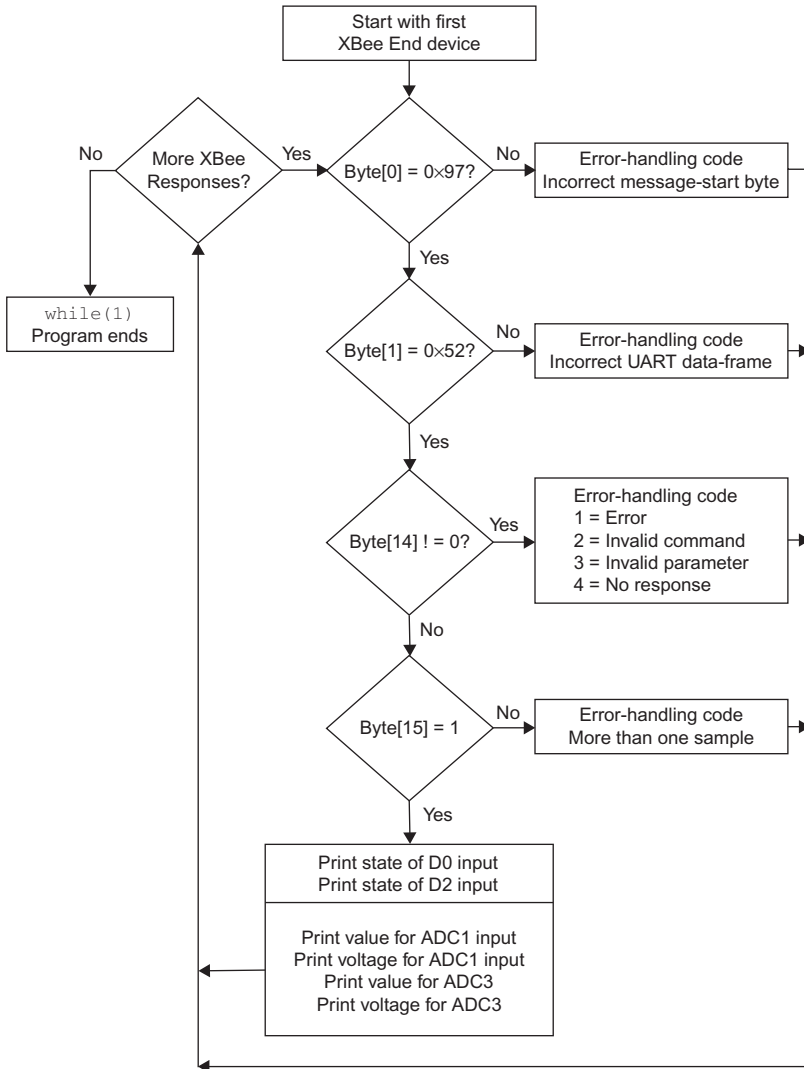 Start with first
XBee End device
No
More XBee
Responses?
Yes
Byte[0] = 0×97?
No
Error-handling code
Incorrect message-start byte
Yes
while(1)
Program ends
Byte[1] = 0×52?
No
Error-handling code
Incorrect UART data-frame
Yes
Byte[14] ! = 0?
Yes
Error-handling code
1 = Error
2 = Invalid command
3 = Invalid parameter
4 = No response
No
Byte[15] = 1
No
Error-handling code
More than one sample
Yes
Print state of D0 input
Print state of D2 input
Print value for ADC1 input
Print voltage for ADC1 input
Print value for ADC3
Print voltage for ADC3